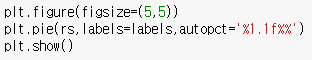 plt.figure(figsize=(5,5))
plt.pie(rs,labels=labels,autopct='%1.1f%%')
plt.show()